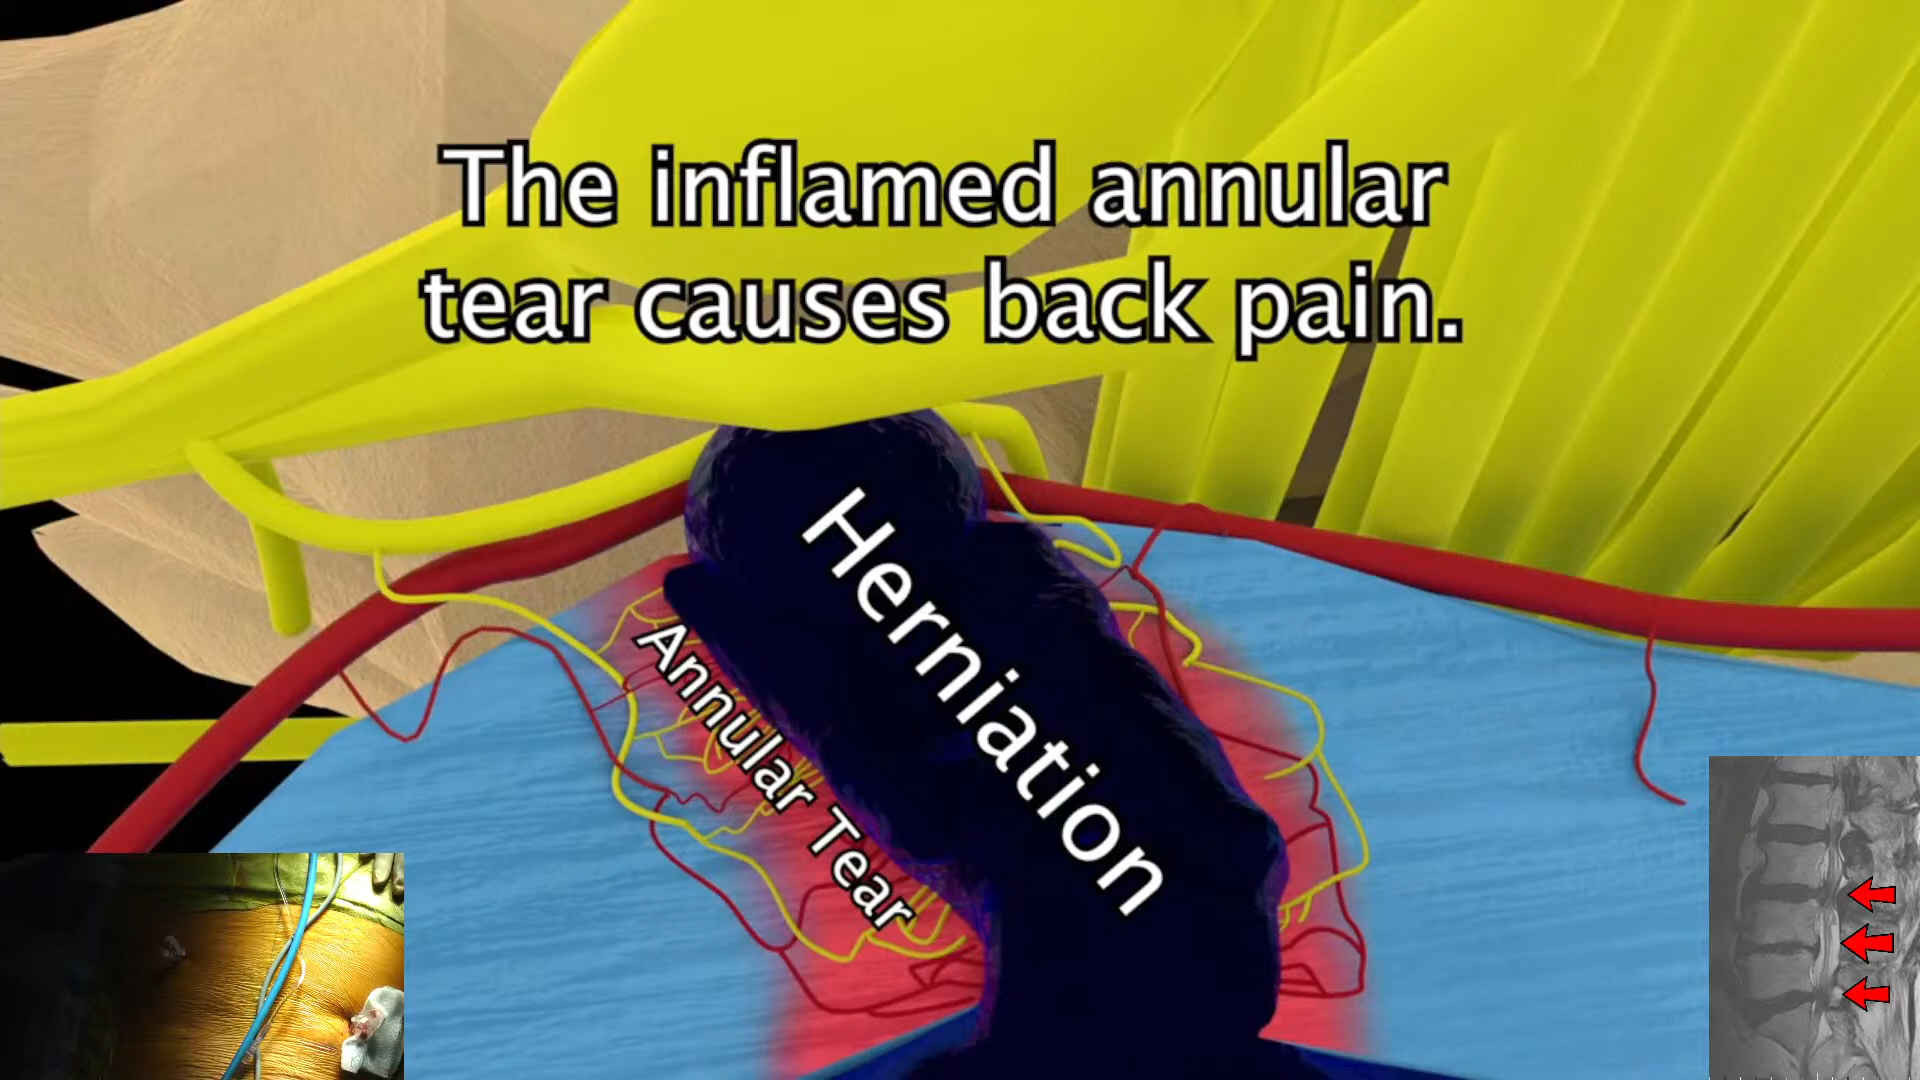 The inflamed annular
tear causes back pain.
Herniation
Annular Tear